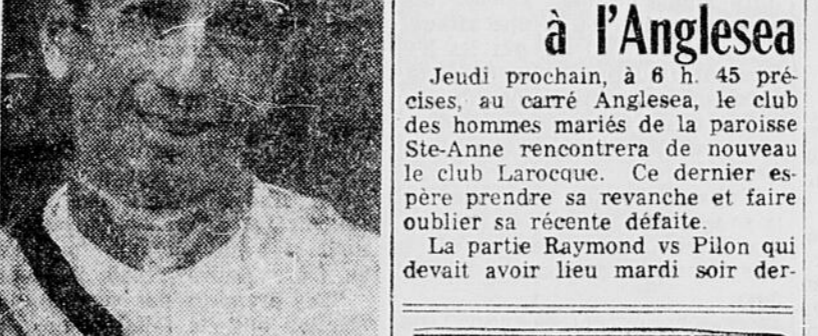 à l'Anglesea
Jeudi prochain, à 6 h. 45 pré-
cises, au carré Anglesea, le club
des hommes mariés de la paroisse
Ste-Anne rencontrera de nouveau
le club Larocque. Ce dernier es-
père prendre sa revanche et faire
oublier sa récente défaite.
La partie Raymond vs Pilon qui
devait avoir lieu mardi soir der-